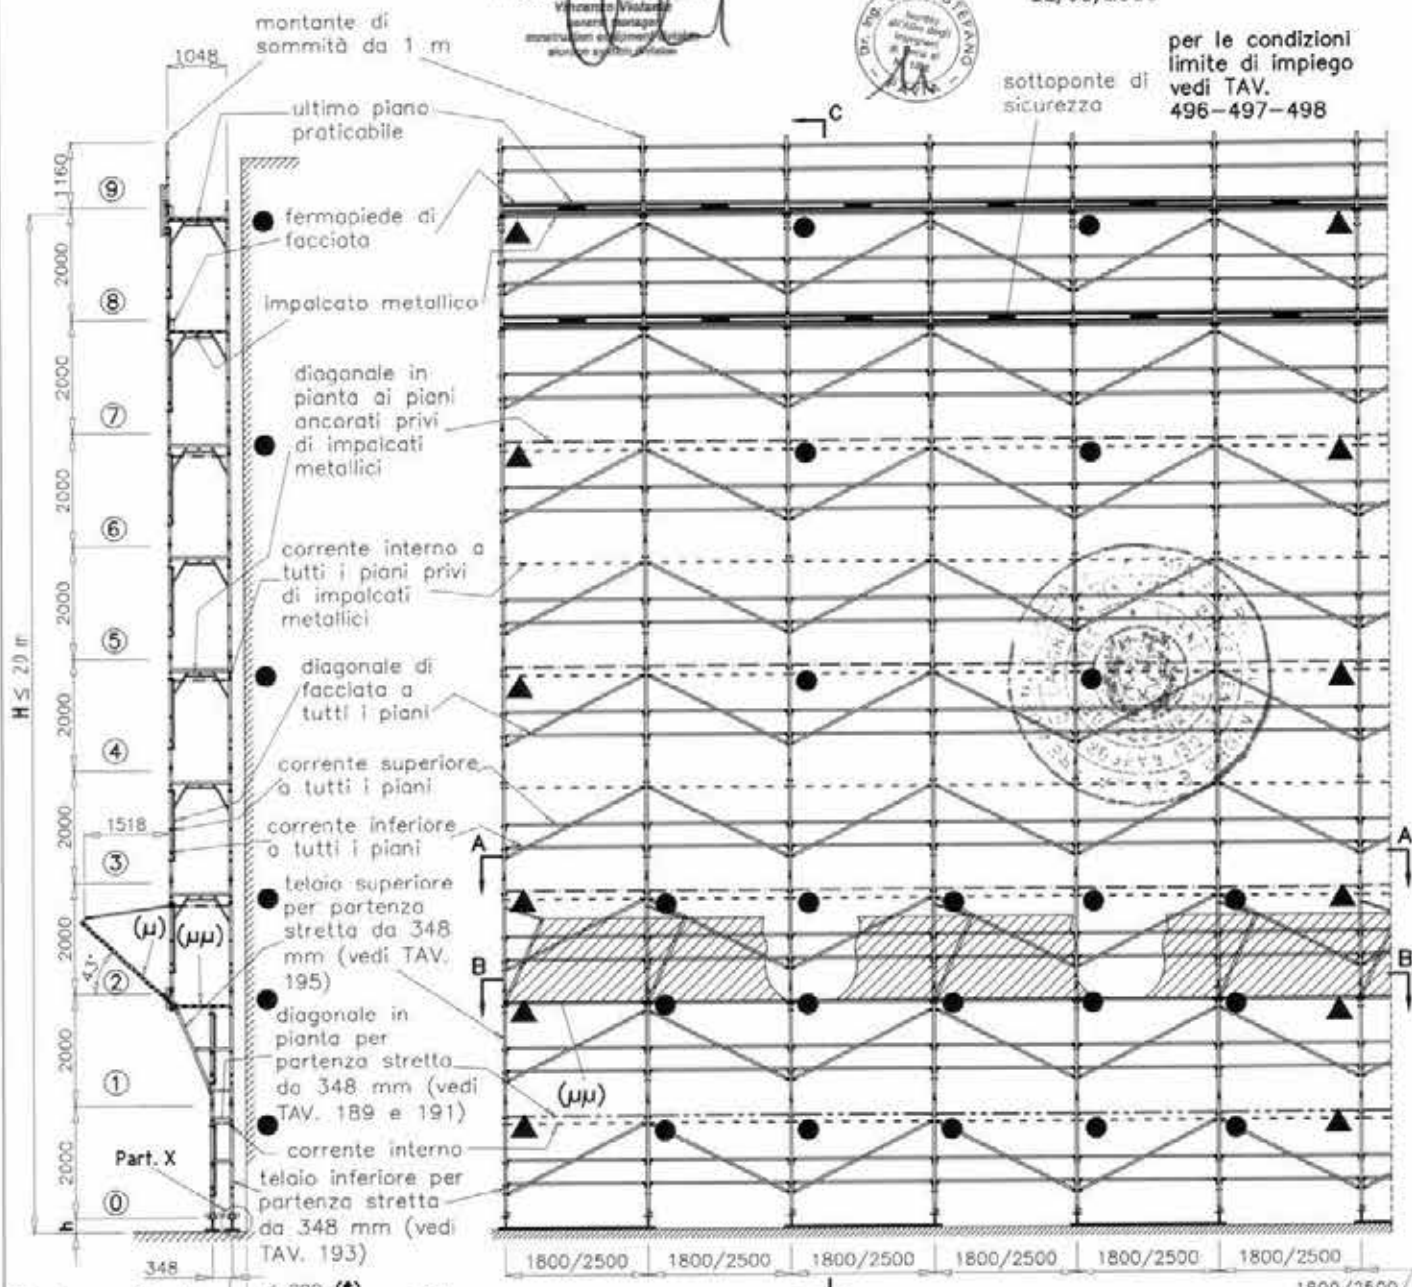 montante di
sommità da 1 m
Vincenzo Violante
general manager
per le condizioni
limite di impiego
vedi TAV.
496-497-498
sottoponte di
sicurezza
1048
C
ultimo piano
praticabile
1160
⑨
fermapiede di
facciata
2000
⑧
impalcato metallico
2000
diagonale in
pianta ai piani
ancorati privi
di impalcati
metallici
⑦
2000
⑥
corrente interno a
tutti i piani privi
di impalcati
metallici
2000
⑤
H ≤ 20 m
diagonale di
facciata a
tutti i piani
2000
④
corrente superiore
a tutti i piani
2000
1518
corrente inferiore
a tutti i piani
A
A
③
telaio superiore
per partenza
stretta da 348
mm (vedi TAV.
195)
2000
(μ)
(μμ)
43°
B
B
②
diagonale in
pianta per
partenza stretta
da 348 mm (vedi
TAV. 189 e 191)
2000
①
(μμ)
corrente interno
2000
Part. X
telaio inferiore per
partenza stretta
da 348 mm (vedi
TAV. 193)
⓪
h
348
1800/2500
1800/2500
1800/2500
1800/2500
1800/2500
1800/2500
1800/2500